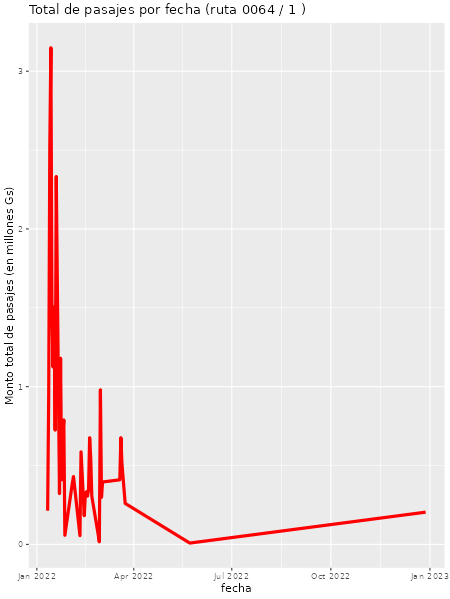 Total de pasajes por fecha (ruta 0064 / 1 )
Monto total de pasajes (en millones Gs)
3
2
1
0
Jan 2022 Apr 2022 Jul 2022 Oct 2022 Jan 2023
fecha